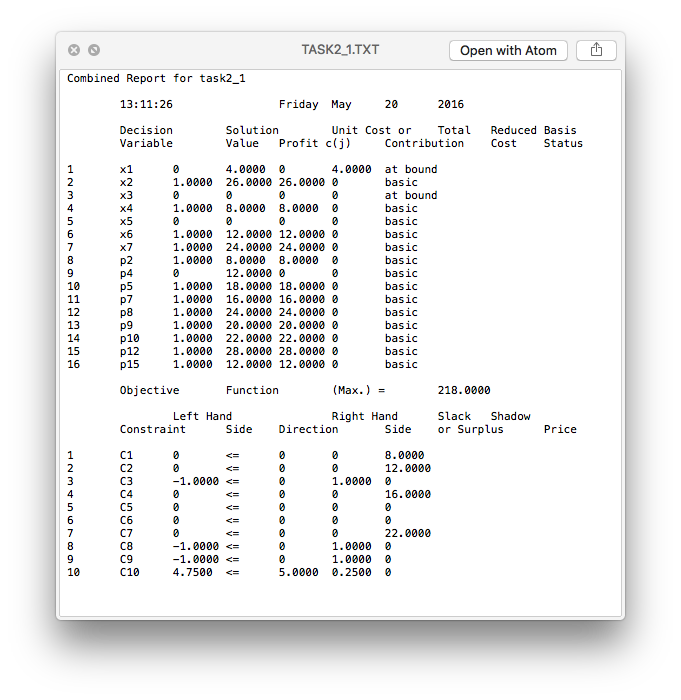 TASK2_1.TXT
Open with Atom
Combined Report for task2_1
13:11:26 Friday May 20 2016
Decision Solution Unit Cost or Total Reduced Basis
Variable Value Profit c(j) Contribution Cost Status
1 x1 0 4.0000 0 4.0000 at bound
2 x2 1.0000 26.0000 26.0000 0 basic
3 x3 0 0 0 0 at bound
4 x4 1.0000 8.0000 8.0000 0 basic
5 x5 0 0 0 0 basic
6 x6 1.0000 12.0000 12.0000 0 basic
7 x7 1.0000 24.0000 24.0000 0 basic
8 p2 1.0000 8.0000 8.0000 0 basic
9 p4 0 12.0000 0 0 basic
10 p5 1.0000 18.0000 18.0000 0 basic
11 p7 1.0000 16.0000 16.0000 0 basic
12 p8 1.0000 24.0000 24.0000 0 basic
13 p9 1.0000 20.0000 20.0000 0 basic
14 p10 1.0000 22.0000 22.0000 0 basic
15 p12 1.0000 28.0000 28.0000 0 basic
16 p15 1.0000 12.0000 12.0000 0 basic
Objective Function (Max.) = 218.0000
Left Hand Right Hand Slack Shadow
Constraint Side Direction Side or Surplus Price
1 C1 0 <= 0 0 8.0000
2 C2 0 <= 0 0 12.0000
3 C3 -1.0000 <= 0 1.0000 0
4 C4 0 <= 0 0 16.0000
5 C5 0 <= 0 0 0
6 C6 0 <= 0 0 0
7 C7 0 <= 0 0 22.0000
8 C8 -1.0000 <= 0 1.0000 0
9 C9 -1.0000 <= 0 1.0000 0
10 C10 4.7500 <= 5.0000 0.2500 0